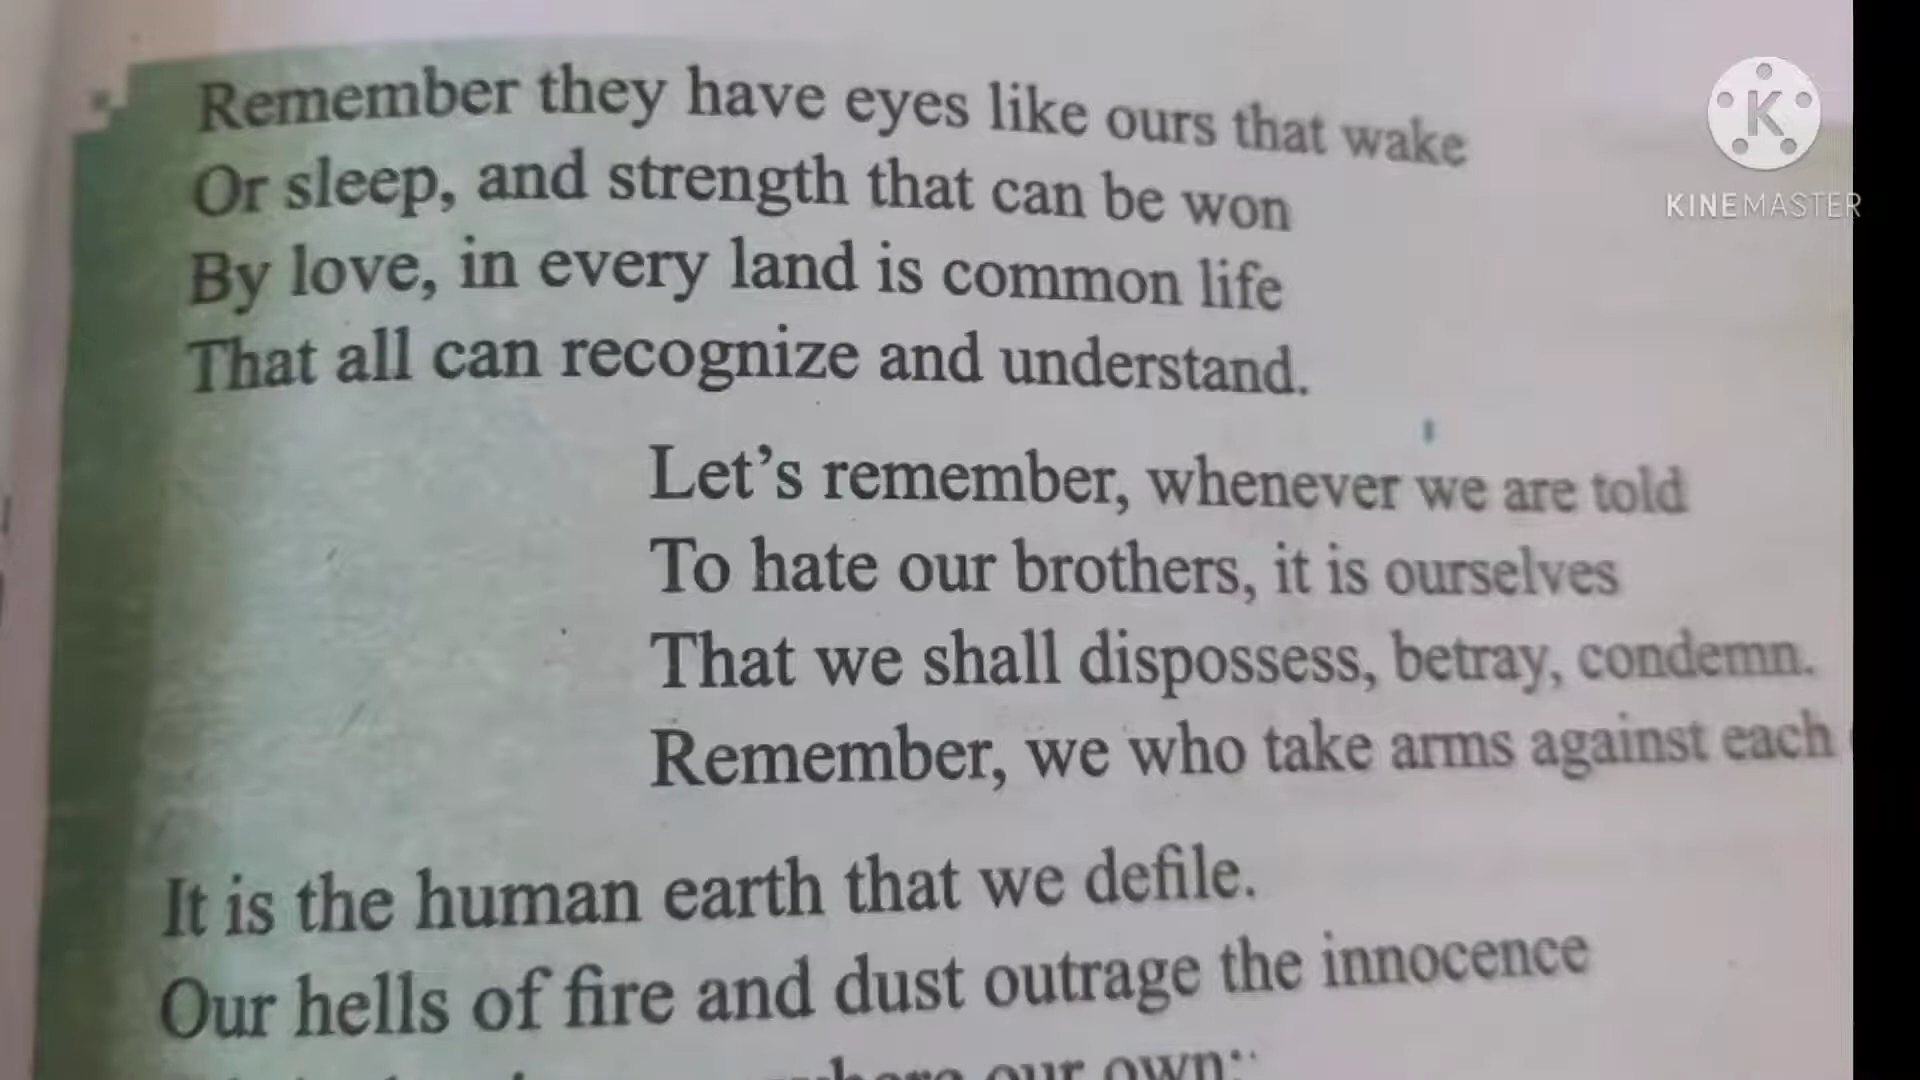 Remember they have eyes like ours that wake
Or sleep, and strength that can be won
By love, in every land is common life
That all can recognize and understand.
Let's remember, whenever we are told
To hate our brothers, it is ourselves
That we shall dispossess, betray, condemn.
Remember, we who take arms against each
It is the human earth that we defile.
Our hells of fire and dust outrage the innocence
our own:
KINEMASTER